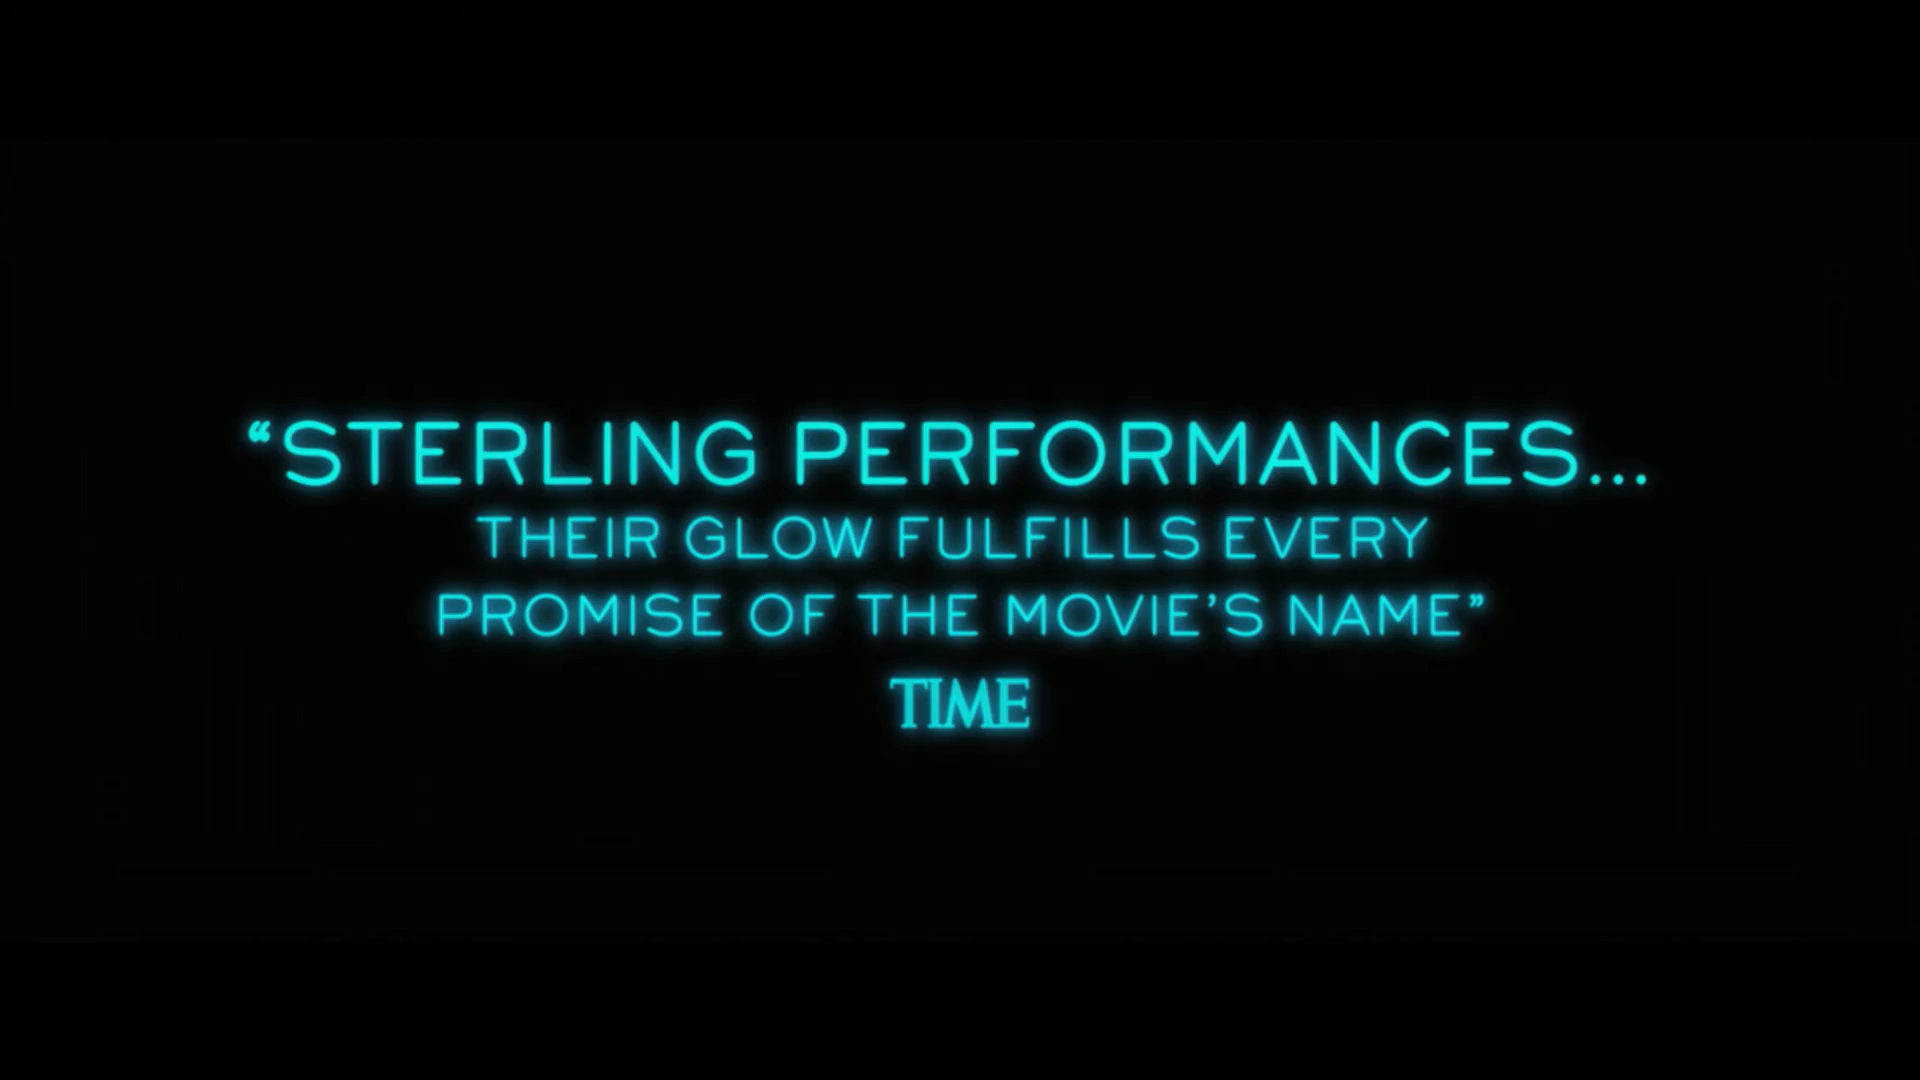 “STERLING PERFORMANCES...
THEIR GLOW FULFILLS EVERY
PROMISE OF THE MOVIE’S NAME”
TIME